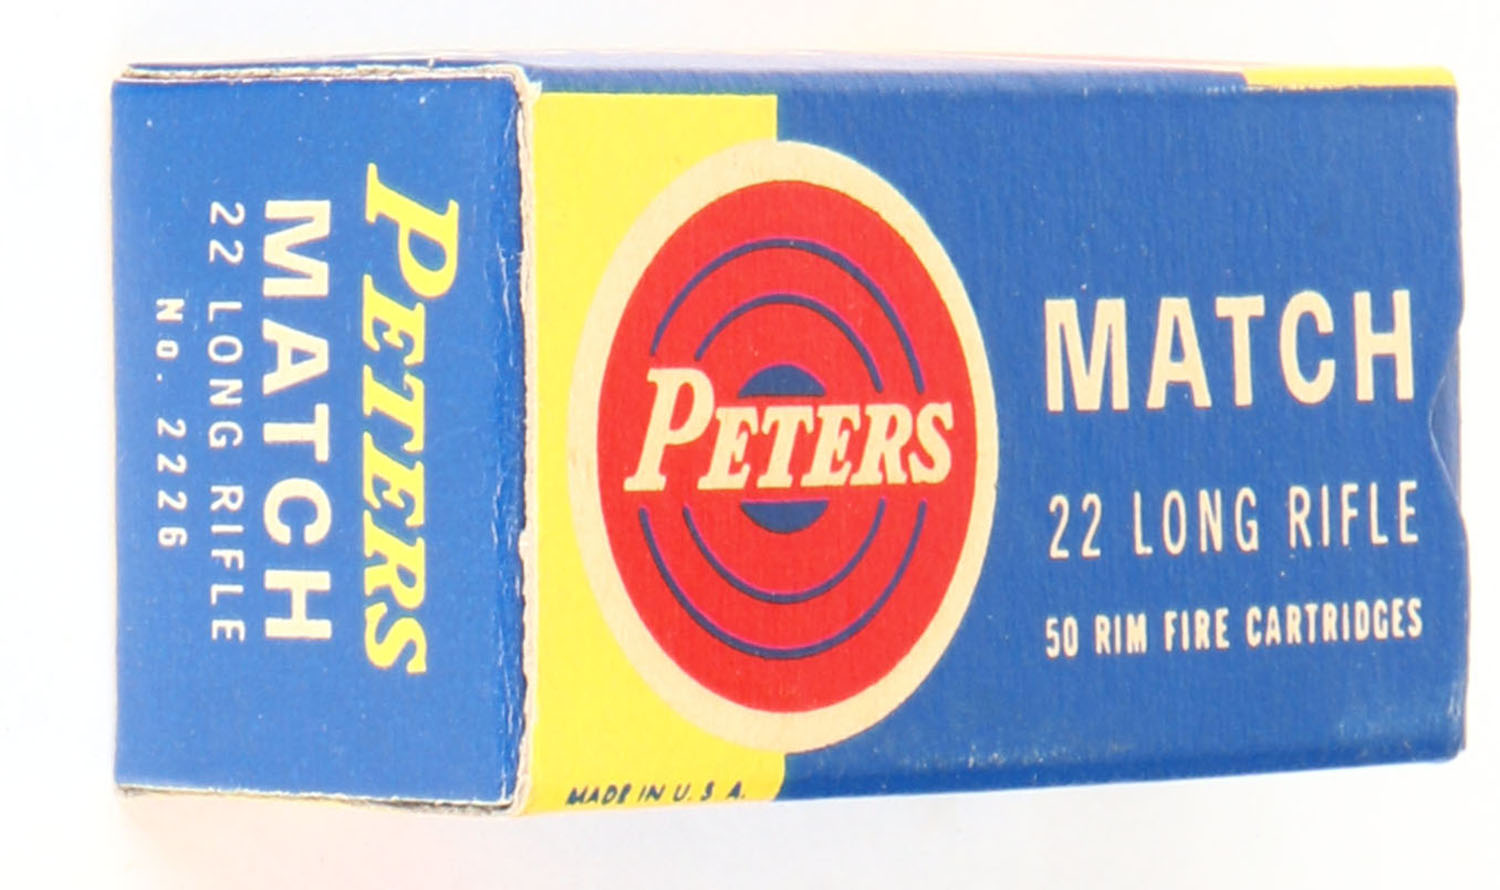 PETERS
MATCH
22 LONG RIFLE
No. 2226
PETERS
MATCH
22 LONG RIFLE
50 RIM FIRE CARTRIDGES
MADE IN U. S. A.